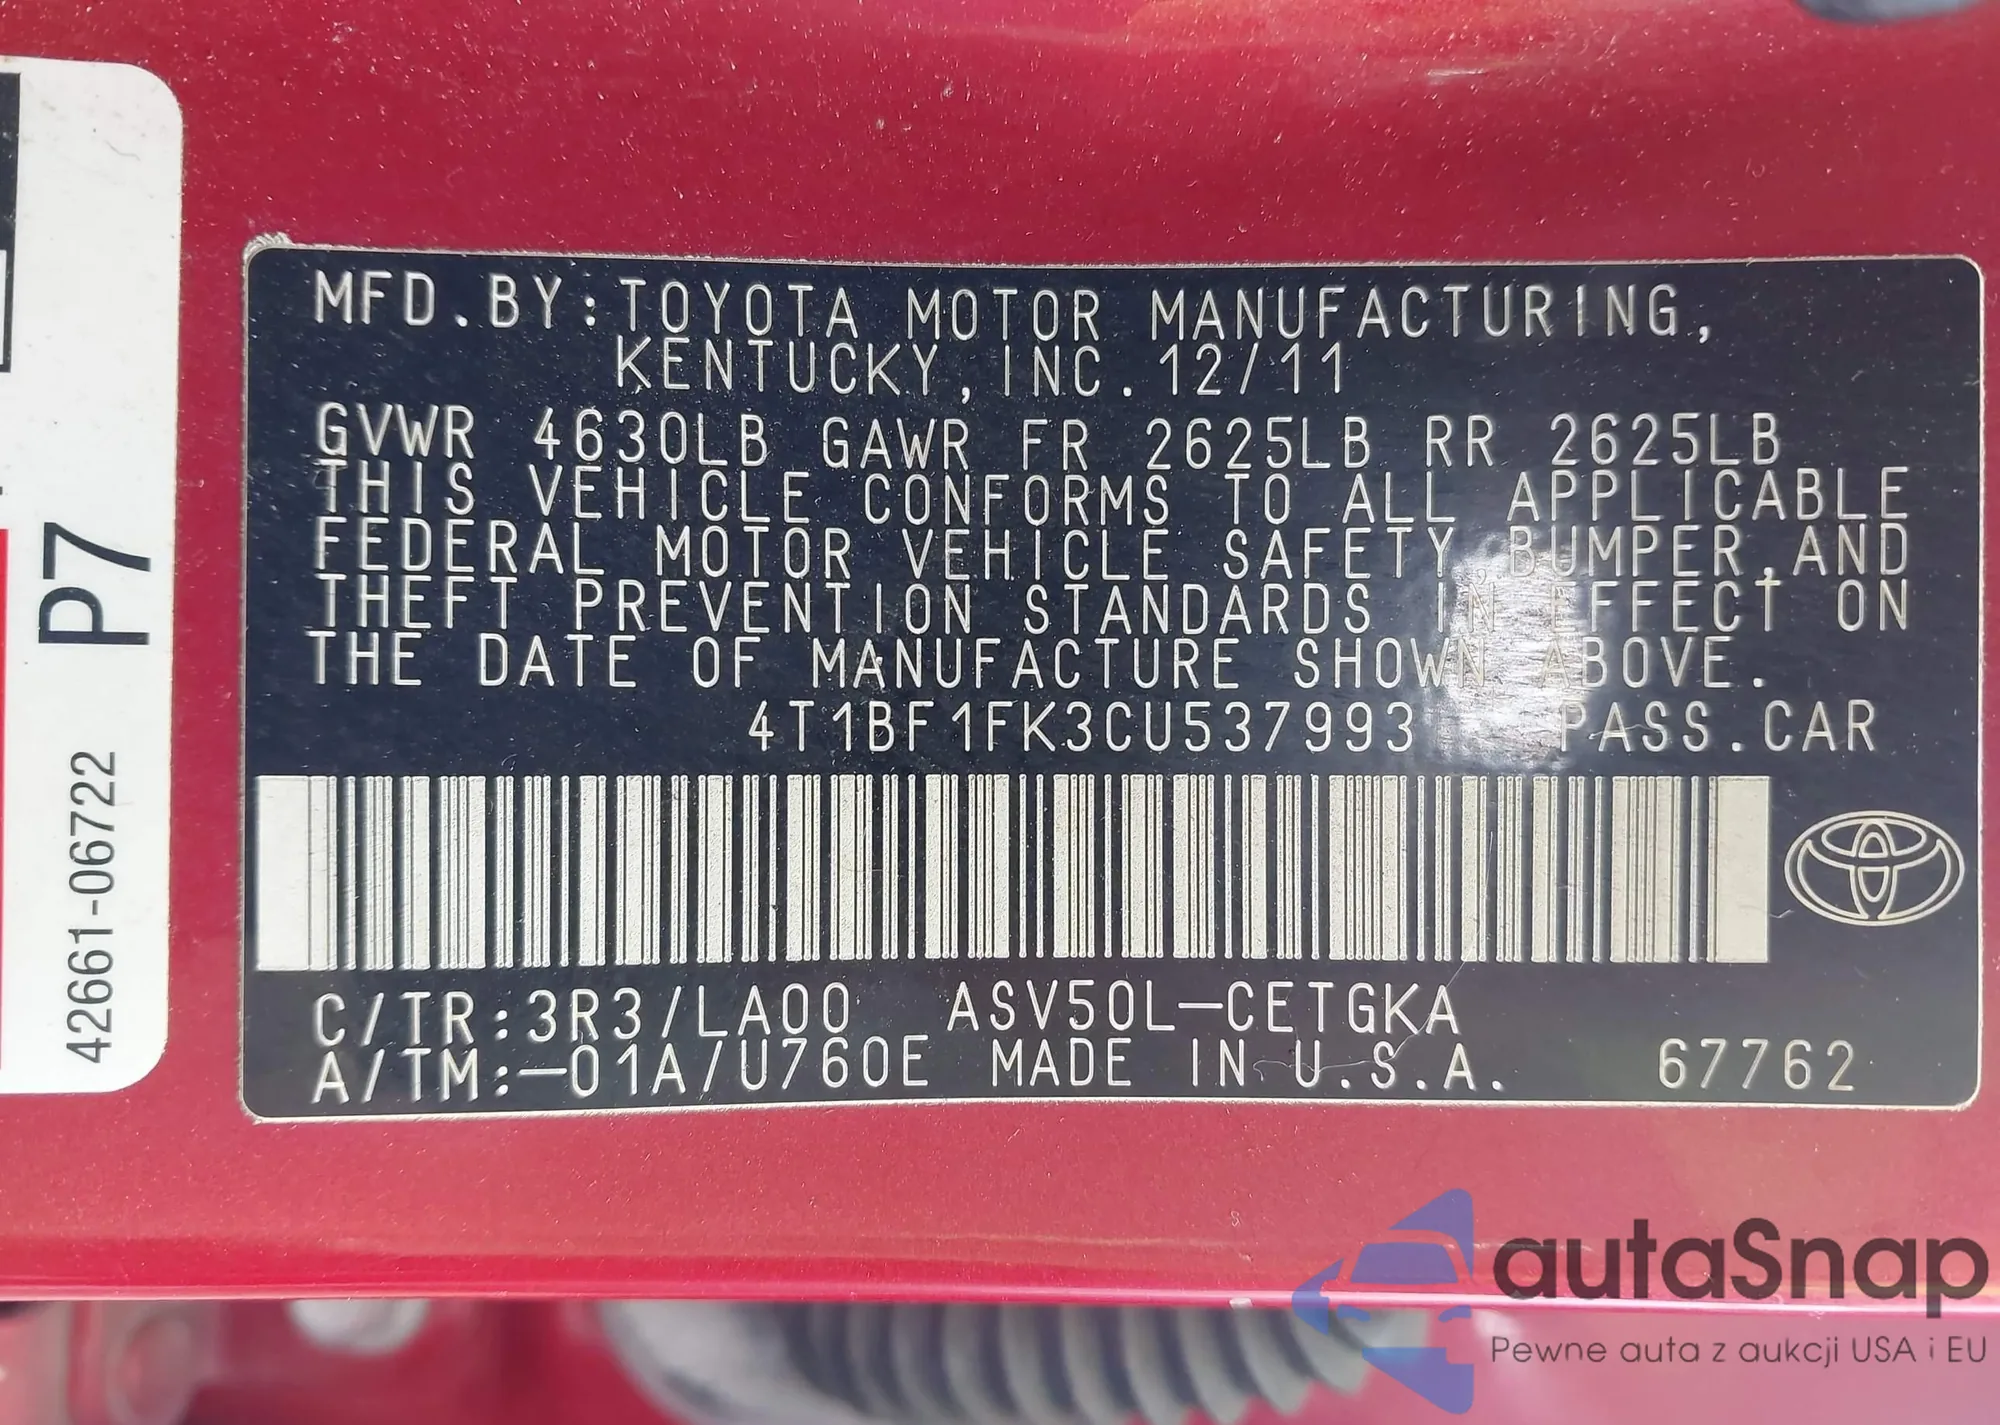 MFD.BY:TOYOTA MOTOR MANUFACTURING,
KENTUCKY,INC.12/11
GVWR 4630LB GAWR FR 2625LB RR 2625LB
THIS VEHICLE CONFORMS TO ALL APPLICABLE
FEDERAL MOTOR VEHICLE SAFETY,BUMPER,AND
THEFT PREVENTION STANDARDS IN EFFECT ON
THE DATE OF MANUFACTURE SHOWN ABOVE.
4T1BF1FK3CU537993 PASS.CAR
C/TR:3R3/LA00 ASV50L-CETGKA
A/TM:-01A/U760E MADE IN U.S.A. 67762
P7
42661-06722
autaSnap
Pewne auta z aukcji USA i EU